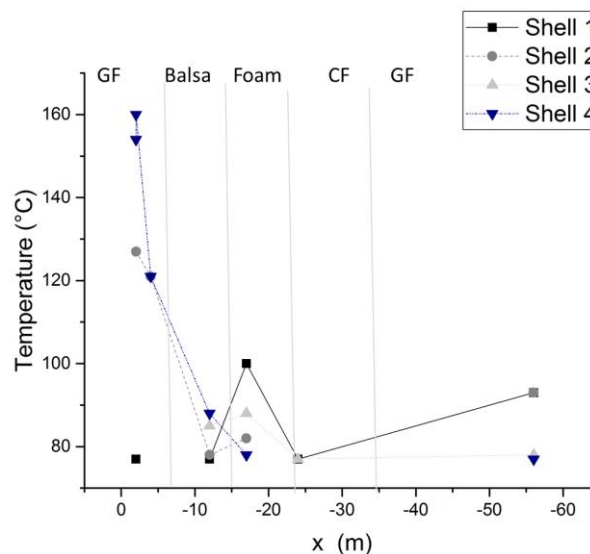 Shell 1
Shell 2
Shell 3
Shell 4
GF Balsa Foam CF GF
160
140
120
100
80
Temperature (°C)
0 -10 -20 -30 -40 -50 -60
x (m)